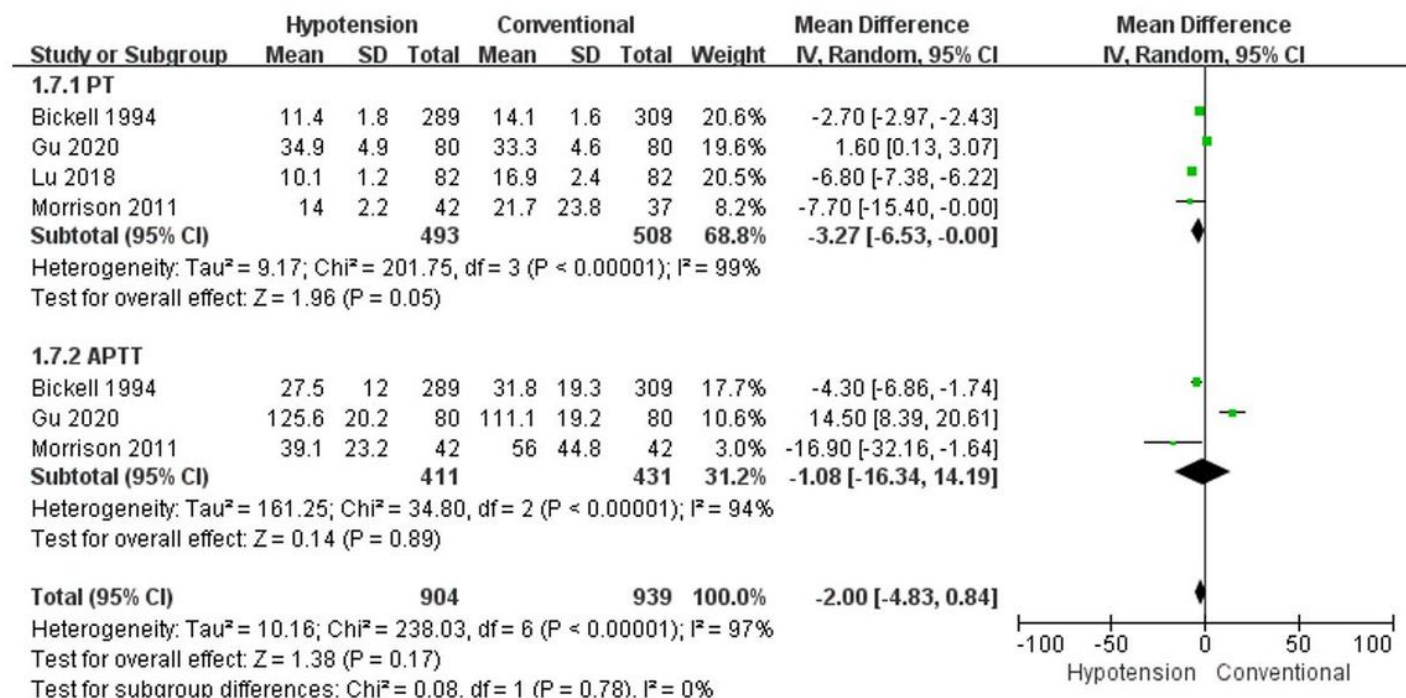 Hypotension Conventional Mean Difference Mean Difference
Study or Subgroup Mean SD Total Mean SD Total Weight IV, Random, 95% CI IV, Random, 95% CI
1.7.1 PT
Bickell 1994 11.4 1.8 289 14.1 1.6 309 20.6% -2.70 [-2.97, -2.43]
Gu 2020 34.9 4.9 80 33.3 4.6 80 19.6% 1.60 [0.13, 3.07]
Lu 2018 10.1 1.2 82 16.9 2.4 82 20.5% -6.80 [-7.38, -6.22]
Morrison 2011 14 2.2 42 21.7 23.8 37 8.2% -7.70 [-15.40, -0.00]
Subtotal (95% CI) 493 508 68.8% -3.27 [-6.53, -0.00]
Heterogeneity: Tau² = 9.17; Chi² = 201.75, df = 3 (P < 0.00001); I² = 99%
Test for overall effect: Z = 1.96 (P = 0.05)
1.7.2 APTT
Bickell 1994 27.5 12 289 31.8 19.3 309 17.7% -4.30 [-6.86, -1.74]
Gu 2020 125.6 20.2 80 111.1 19.2 80 10.6% 14.50 [8.39, 20.61]
Morrison 2011 39.1 23.2 42 56 44.8 42 3.0% -16.90 [-32.16, -1.64]
Subtotal (95% CI) 411 431 31.2% -1.08 [-16.34, 14.19]
Heterogeneity: Tau² = 161.25; Chi² = 34.80, df = 2 (P < 0.00001); I² = 94%
Test for overall effect: Z = 0.14 (P = 0.89)
Total (95% CI) 904 939 100.0% -2.00 [-4.83, 0.84]
Heterogeneity: Tau² = 10.16; Chi² = 238.03, df = 6 (P < 0.00001); I² = 97%
Test for overall effect: Z = 1.38 (P = 0.17)
Test for subgroup differences: Chi² = 0.08, df = 1 (P = 0.78), I² = 0%
-100 -50 0 50 100
Hypotension Conventional